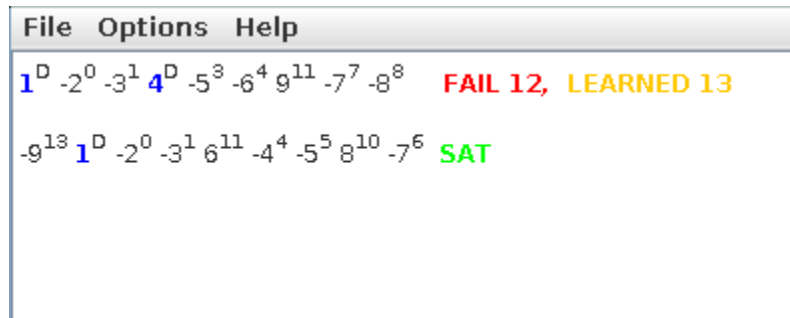 File Options Help
1^D -2^0 -3^1 4^D -5^3 -6^4 9^11 -7^7 -8^8 FAIL 12, LEARNED 13
-9^13 1^D -2^0 -3^1 6^11 -4^4 -5^5 8^10 -7^6 SAT